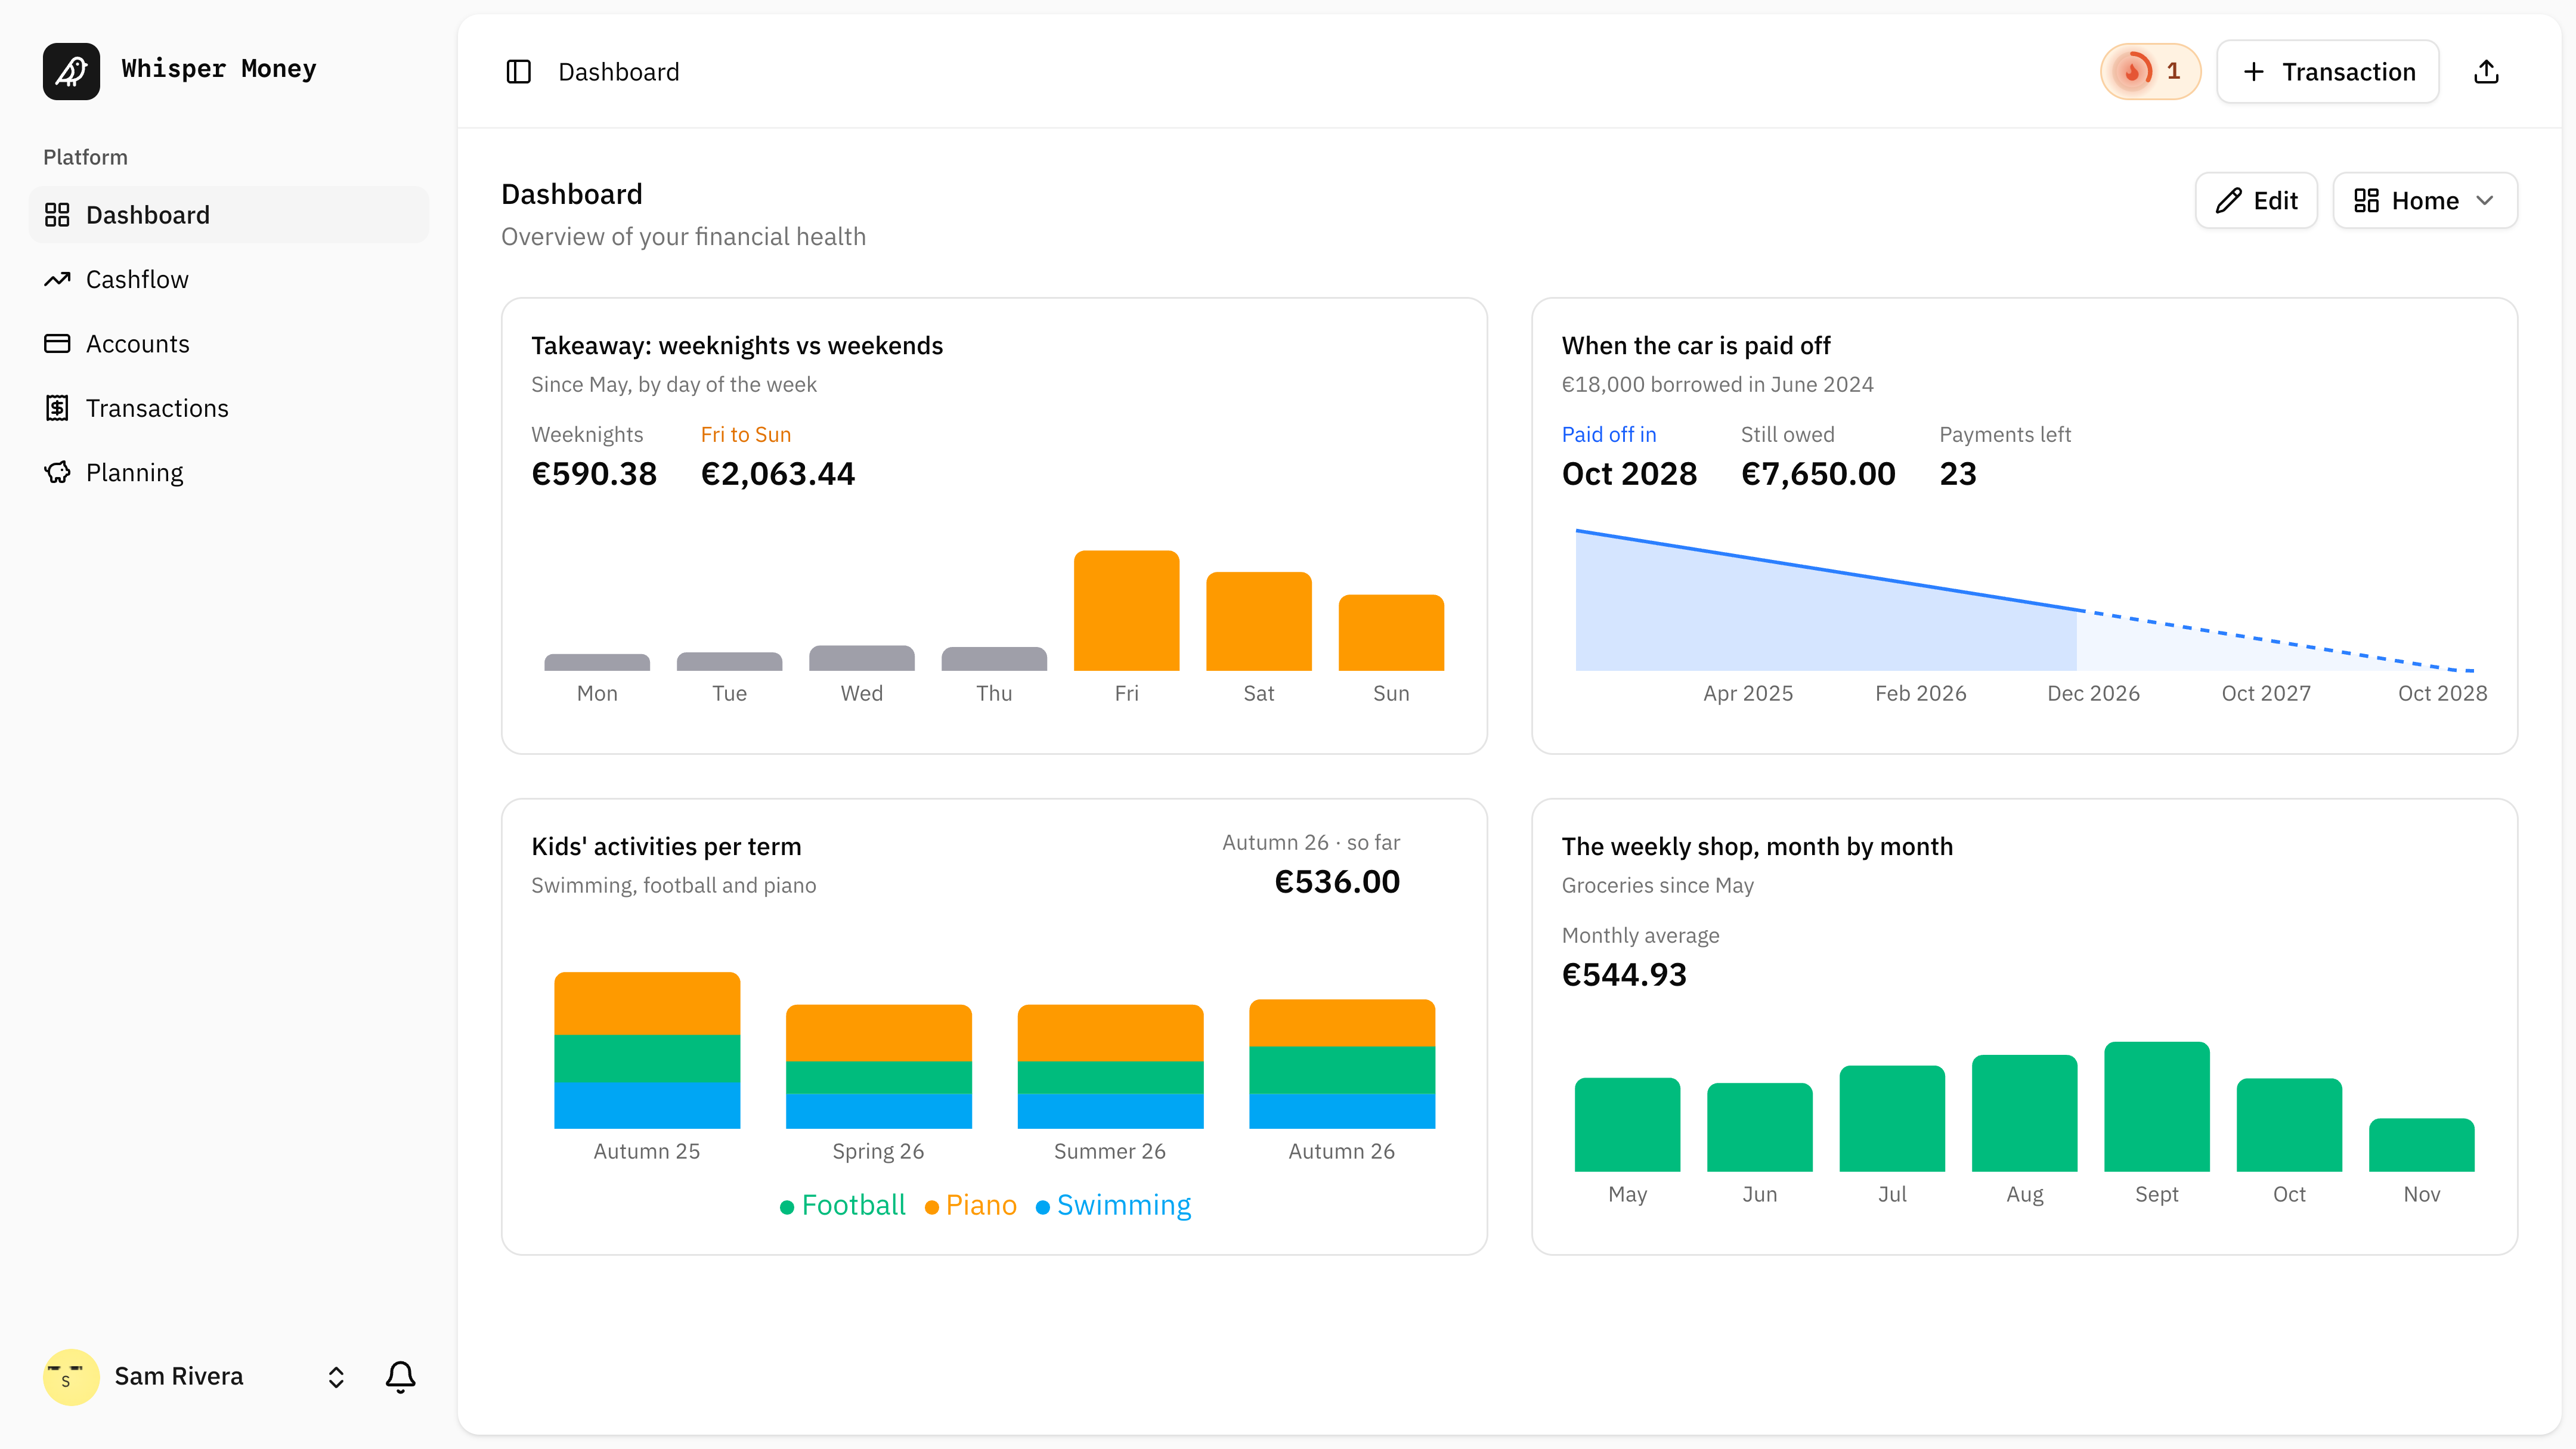 Whisper Money
Platform
Dashboard
Cashflow
Accounts
Transactions
Planning
Sam Rivera
S
Dashboard
1
Transaction
Dashboard
Overview of your financial health
Edit
Home
Takeaway: weeknights vs weekends
Since May, by day of the week
Weeknights
€590.38
Fri to Sun
€2,063.44
Mon Tue Wed Thu Fri Sat Sun
When the car is paid off
€18,000 borrowed in June 2024
Paid off in
Oct 2028
Still owed
€7,650.00
Payments left
23
Apr 2025 Feb 2026 Dec 2026 Oct 2027 Oct 2028
Kids' activities per term
Swimming, football and piano
Autumn 26 · so far
€536.00
Autumn 25 Spring 26 Summer 26 Autumn 26
Football Piano Swimming
The weekly shop, month by month
Groceries since May
Monthly average
€544.93
May Jun Jul Aug Sept Oct Nov